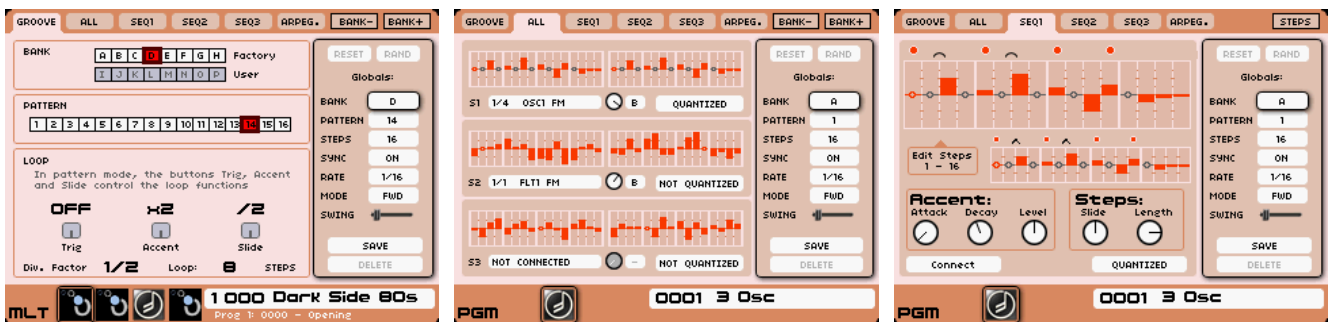 GROOVE ALL SEQ1 SEQ2 SEQ3 ARPEG. BANK- BANK+
BANK
A B C D E F G H Factory
I J K L M N O P User
PATTERN
1 2 3 4 5 6 7 8 9 10 11 12 13 14 15 16
LOOP
In pattern mode, the buttons Trig, Accent
and Slide control the loop functions
OFF x2 /2
Trig Accent Slide
Div. Factor 1/2 Loop: 8 STEPS
RESET RAND
Globals:
BANK D
PATTERN 14
STEPS 16
SYNC ON
RATE 1/16
MODE FWD
SWING
SAVE
DELETE
MLT 1 000 Dark Side 80s
Prog 1: 0000 - Opening
GROOVE ALL SEQ1 SEQ2 SEQ3 ARPEG. BANK- BANK+
S1 1/4 OSC1 FM B QUANTIZED
S2 1/1 FLT1 FM B NOT QUANTIZED
S3 NOT CONNECTED - NOT QUANTIZED
RESET RAND
Globals:
BANK A
PATTERN 1
STEPS 16
SYNC ON
RATE 1/16
MODE FWD
SWING
SAVE
DELETE
PGM 0001 3 Osc
GROOVE ALL SEQ1 SEQ2 SEQ3 ARPEG. STEPS
Edit Steps
1 - 16
Accent:
Attack Decay Level
Steps:
Slide Length
Connect QUANTIZED
RESET RAND
Globals:
BANK A
PATTERN 1
STEPS 16
SYNC ON
RATE 1/16
MODE FWD
SWING
SAVE
DELETE
PGM 0001 3 Osc